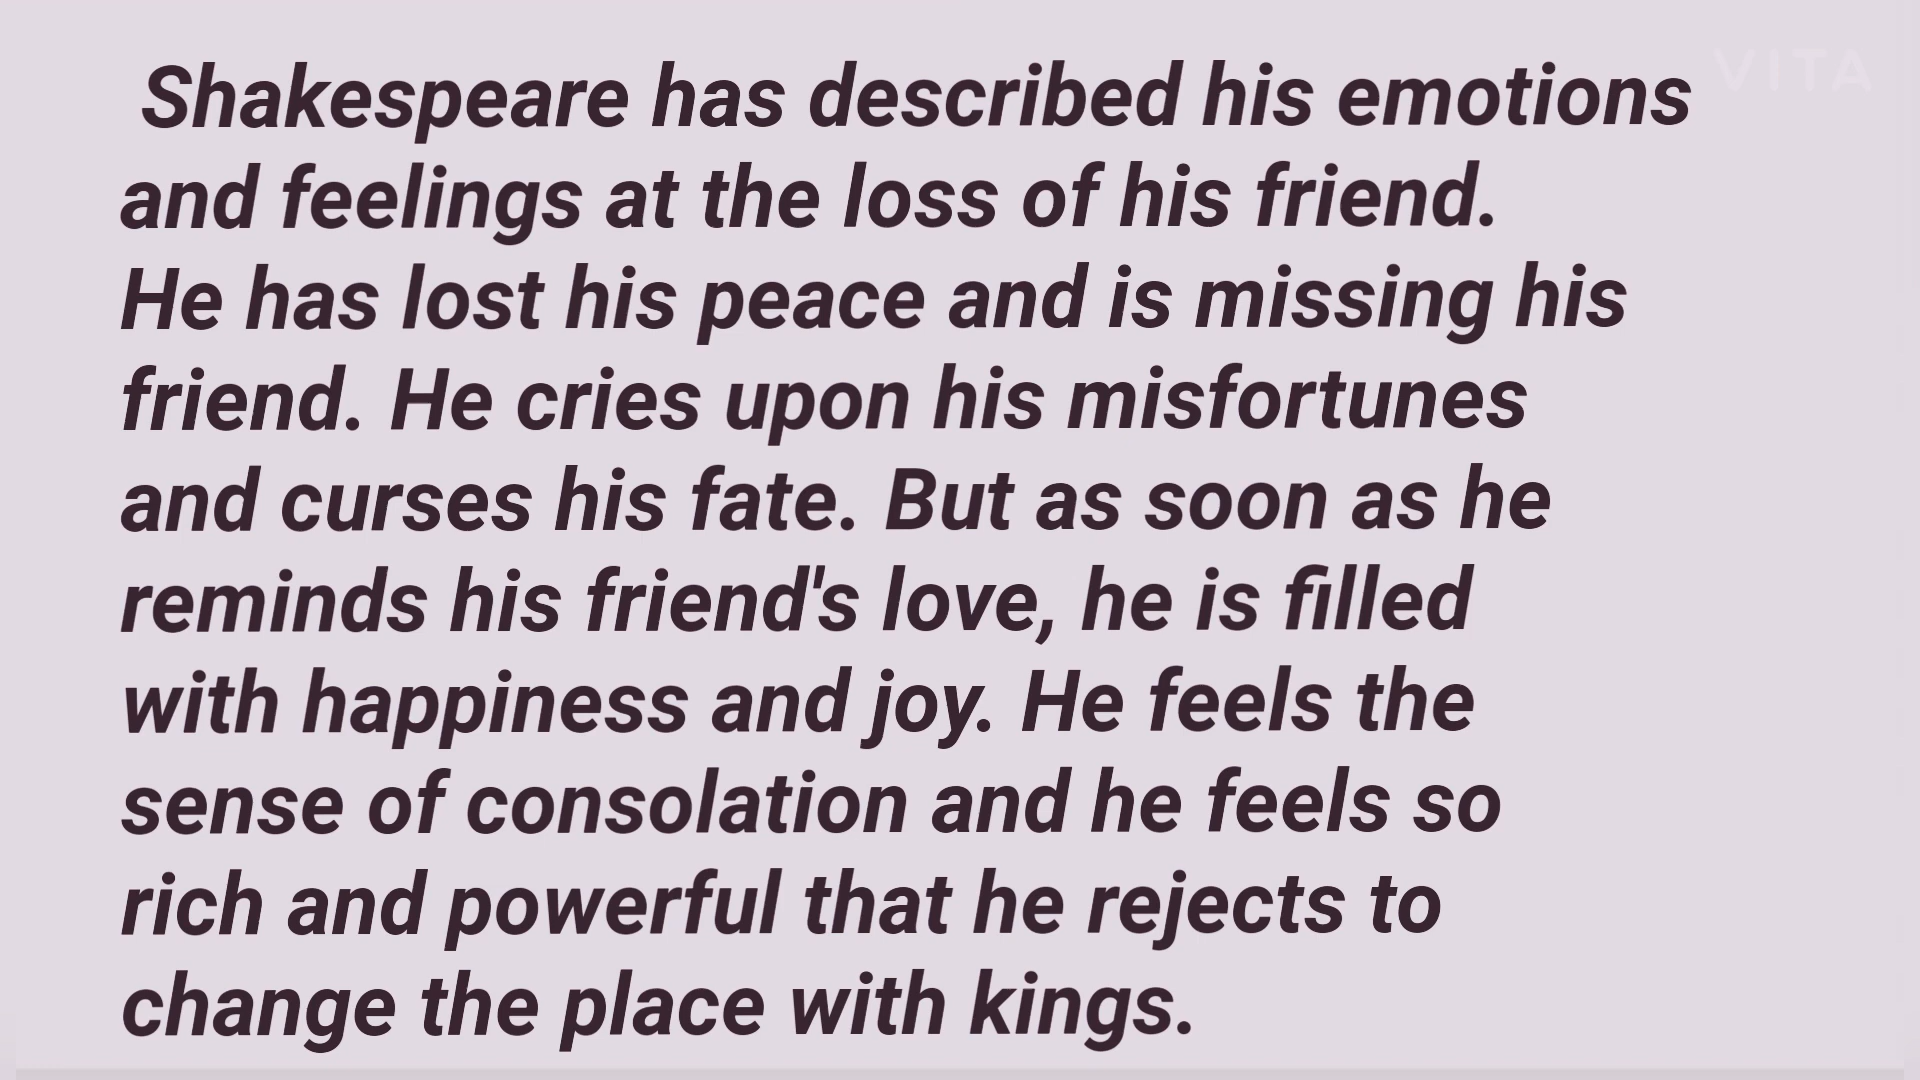 VITA
Shakespeare has described his emotions
and feelings at the loss of his friend.
He has lost his peace and is missing his
friend. He cries upon his misfortunes
and curses his fate. But as soon as he
reminds his friend's love, he is filled
with happiness and joy. He feels the
sense of consolation and he feels so
rich and powerful that he rejects to
change the place with kings.